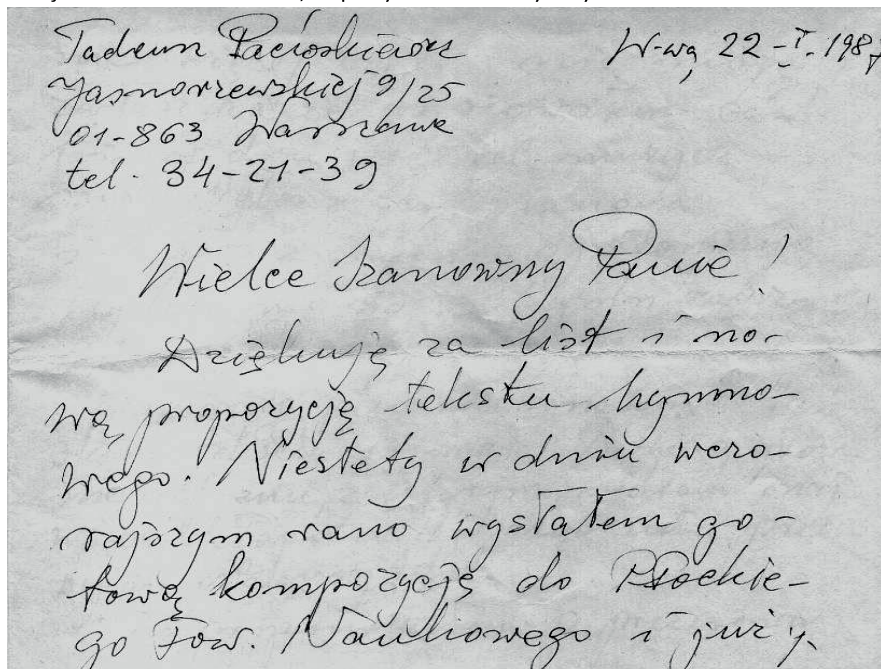 Tadeusz Paciorkiewicz
Jasnorzewskiej 9/25
01-863 Warszawa
tel. 34-21-39
W-wa, 22-I-1987
Wielce Szanowny Panie!
Dziękuję za list i no-
wą propozycję tekstu hymno-
wego. Niestety w dniu wczo-
rajszym rano wysłałem go-
tową kompozycję do Płockie-
go Tow. Naukowego i już